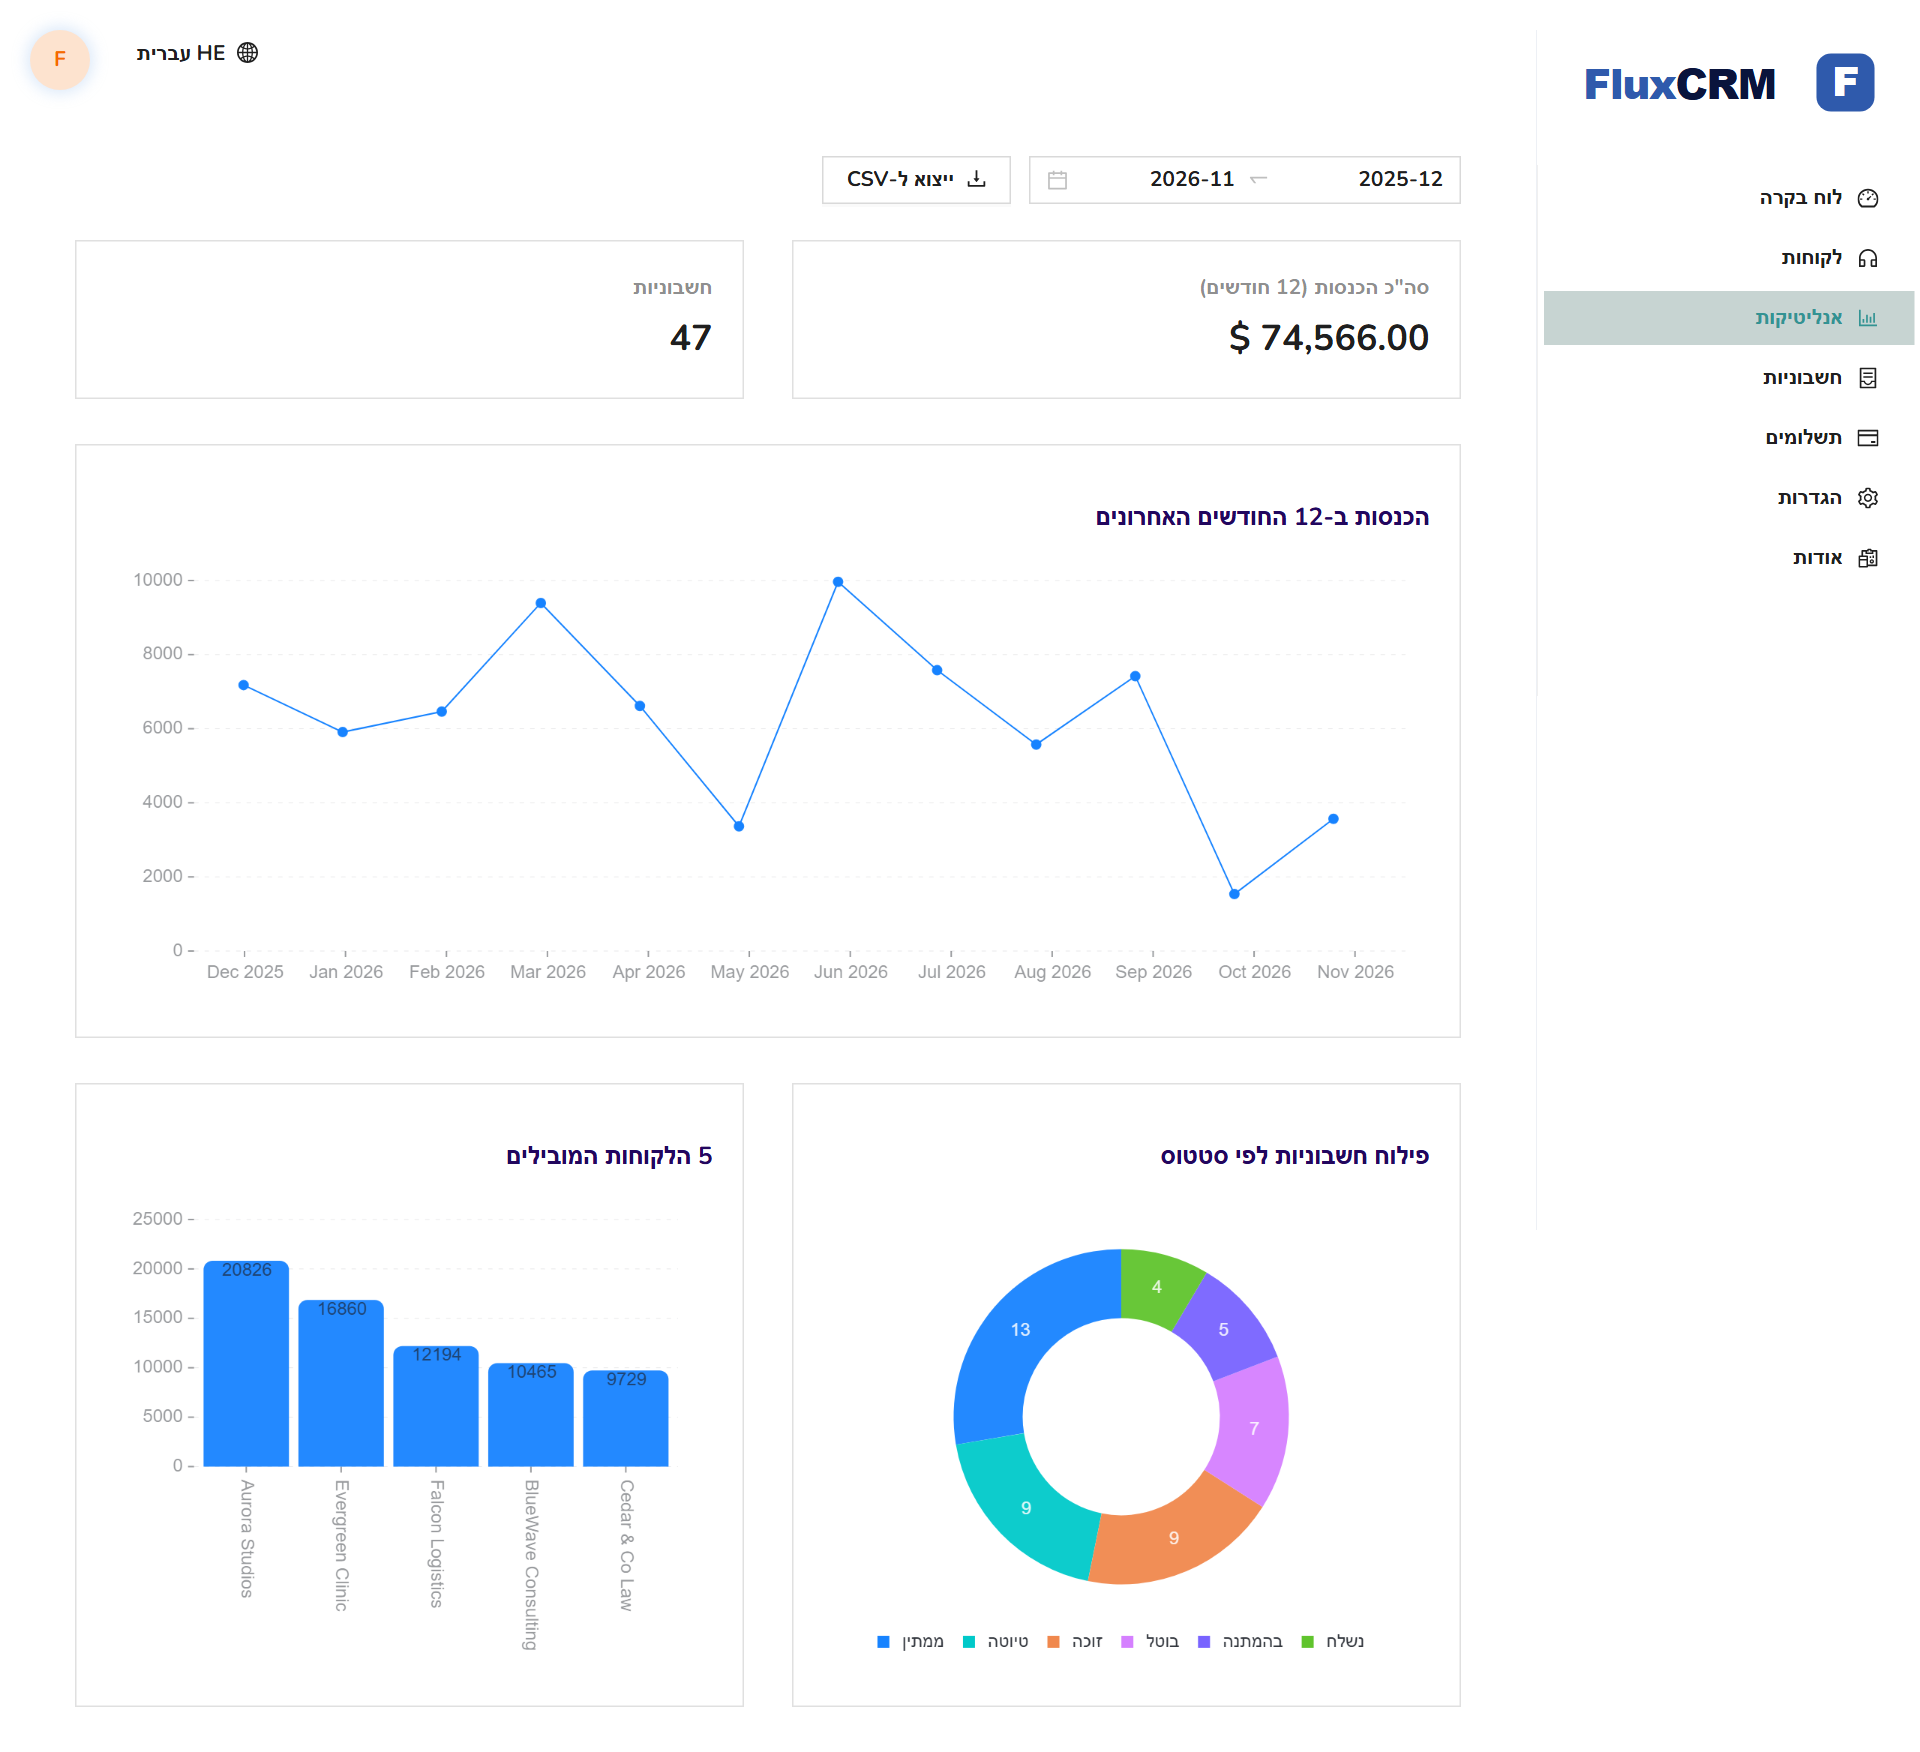 FluxCRM
F
לוח בקרה
לקוחות
אנליטיקות
חשבוניות
תשלומים
הגדרות
אודות
HE עברית
F
2025-12
2026-11
ייצוא ל-CSV
סה"כ הכנסות (12 חודשים)
$ 74,566.00
חשבוניות
47
הכנסות ב-12 החודשים האחרונים
10000
8000
6000
4000
2000
0
Dec 2025
Jan 2026
Feb 2026
Mar 2026
Apr 2026
May 2026
Jun 2026
Jul 2026
Aug 2026
Sep 2026
Oct 2026
Nov 2026
פילוח חשבוניות לפי סטטוס
4
5
7
9
9
13
ממתין
טיוטה
זוכה
בוטל
בהמתנה
נשלח
5 הלקוחות המובילים
25000
20000
15000
10000
5000
0
20826
16860
12194
10465
9729
Aurora Studios
Evergreen Clinic
Falcon Logistics
BlueWave Consulting
Cedar & Co Law